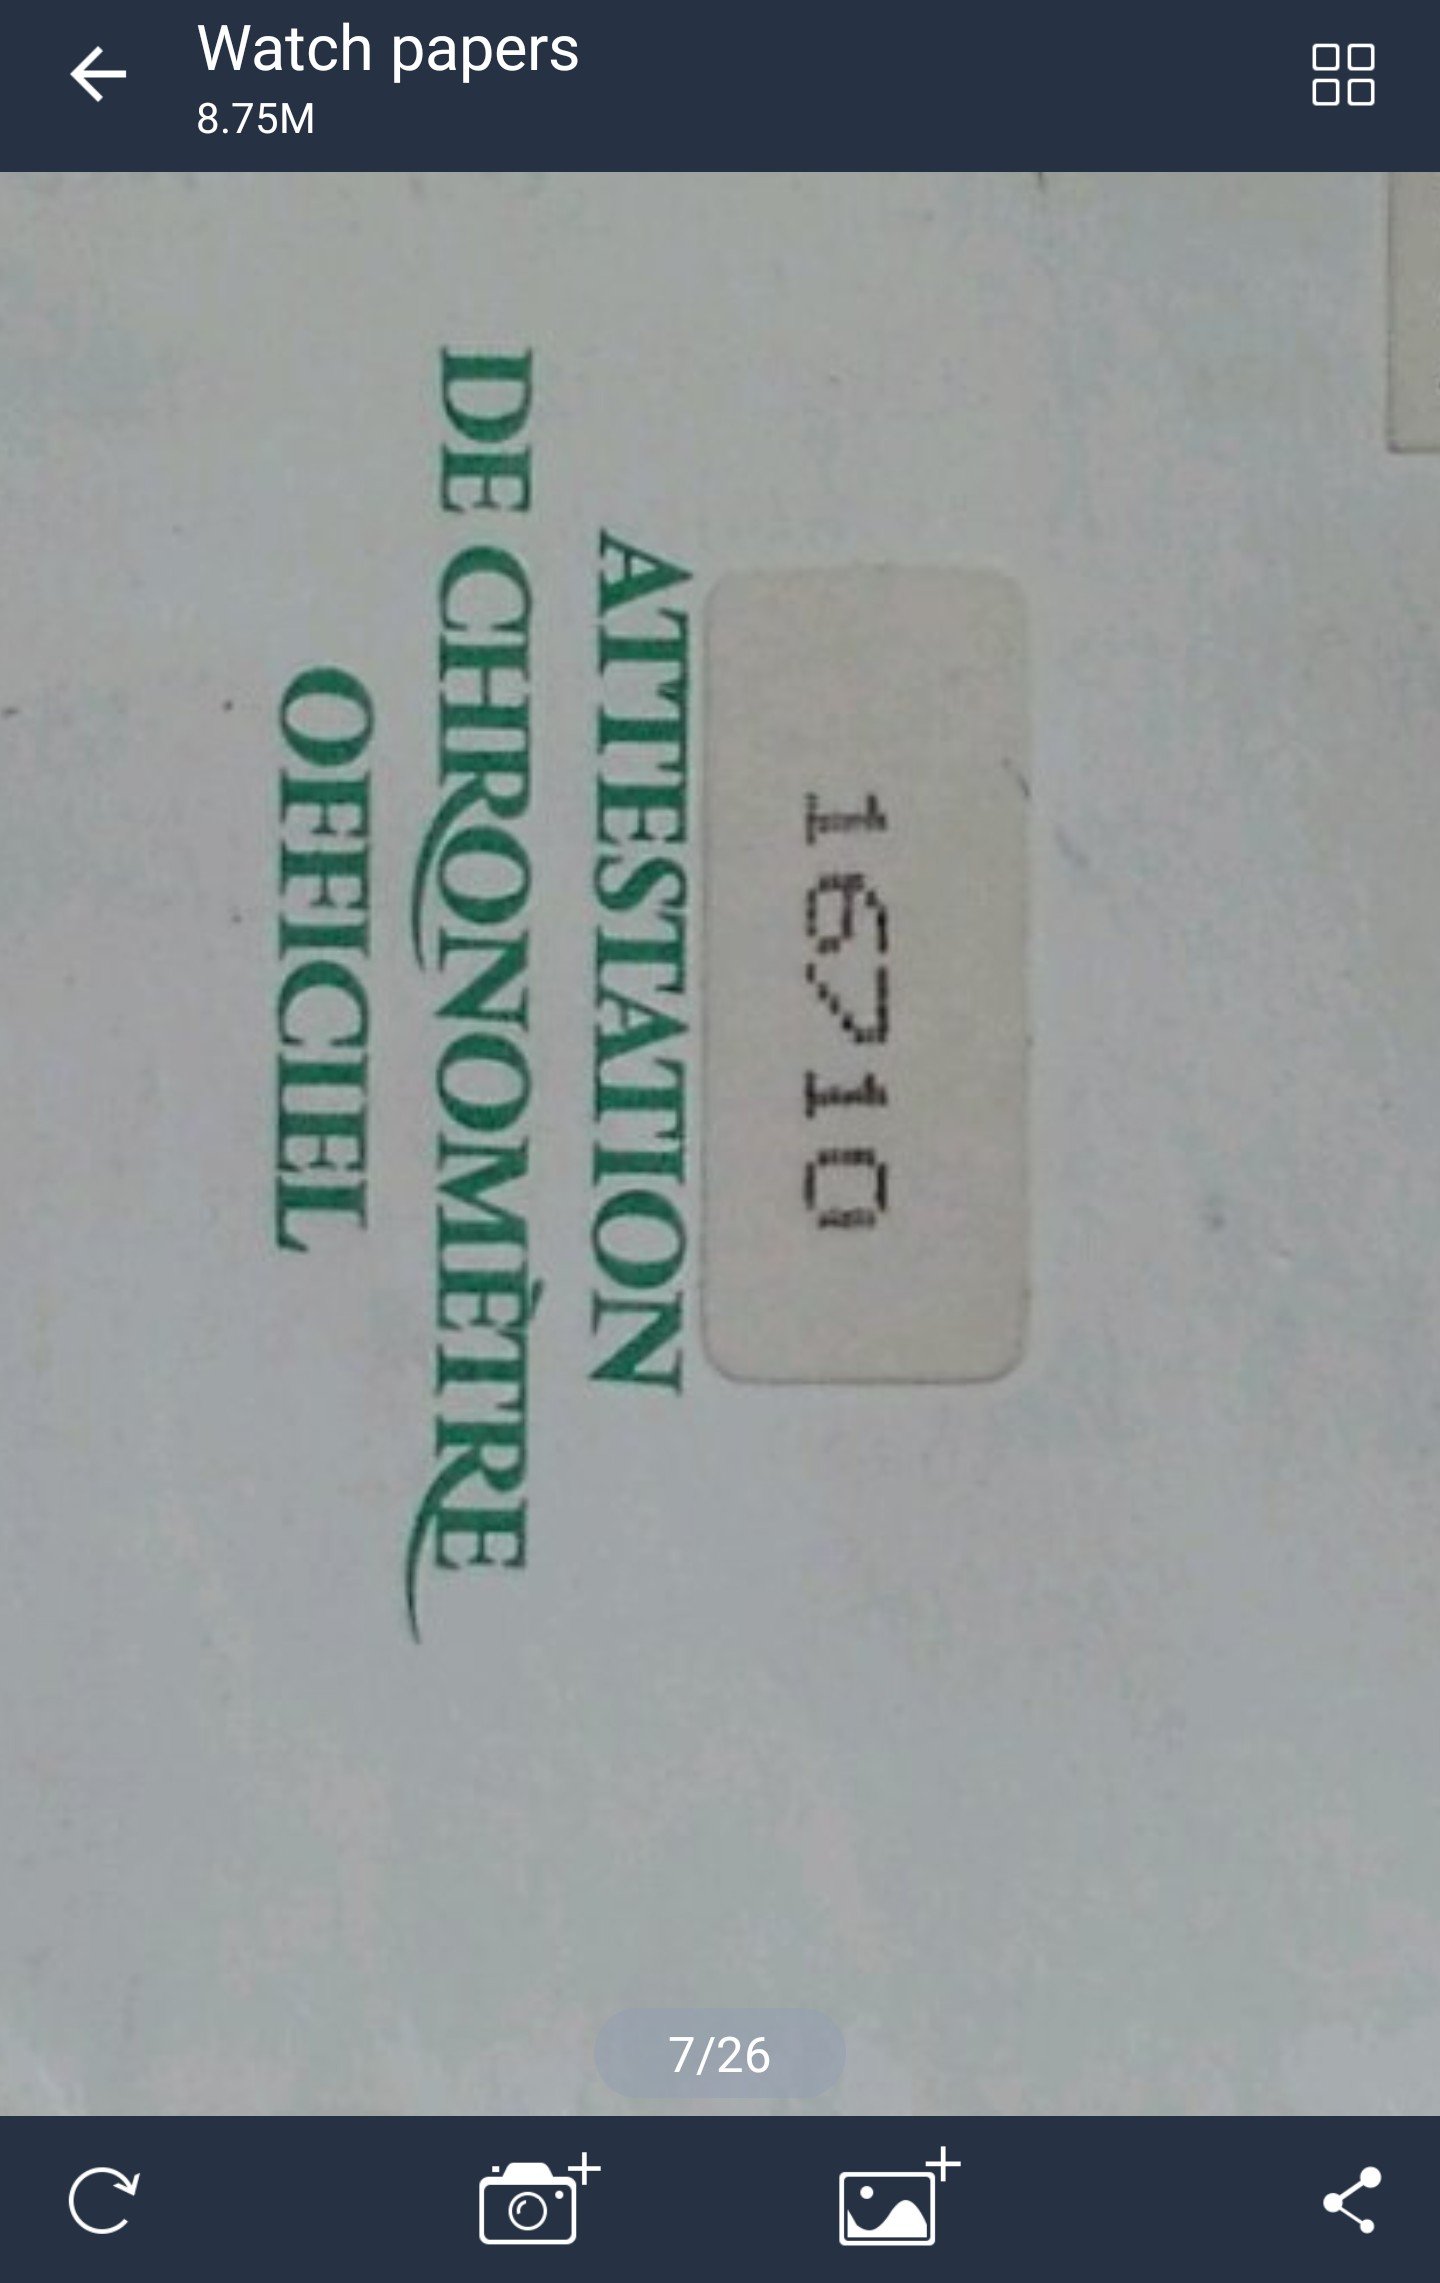 Watch papers
8.75M
16710
ATTESTATION
DE CHRONOMÈTRE
OFFICIEL
7/26